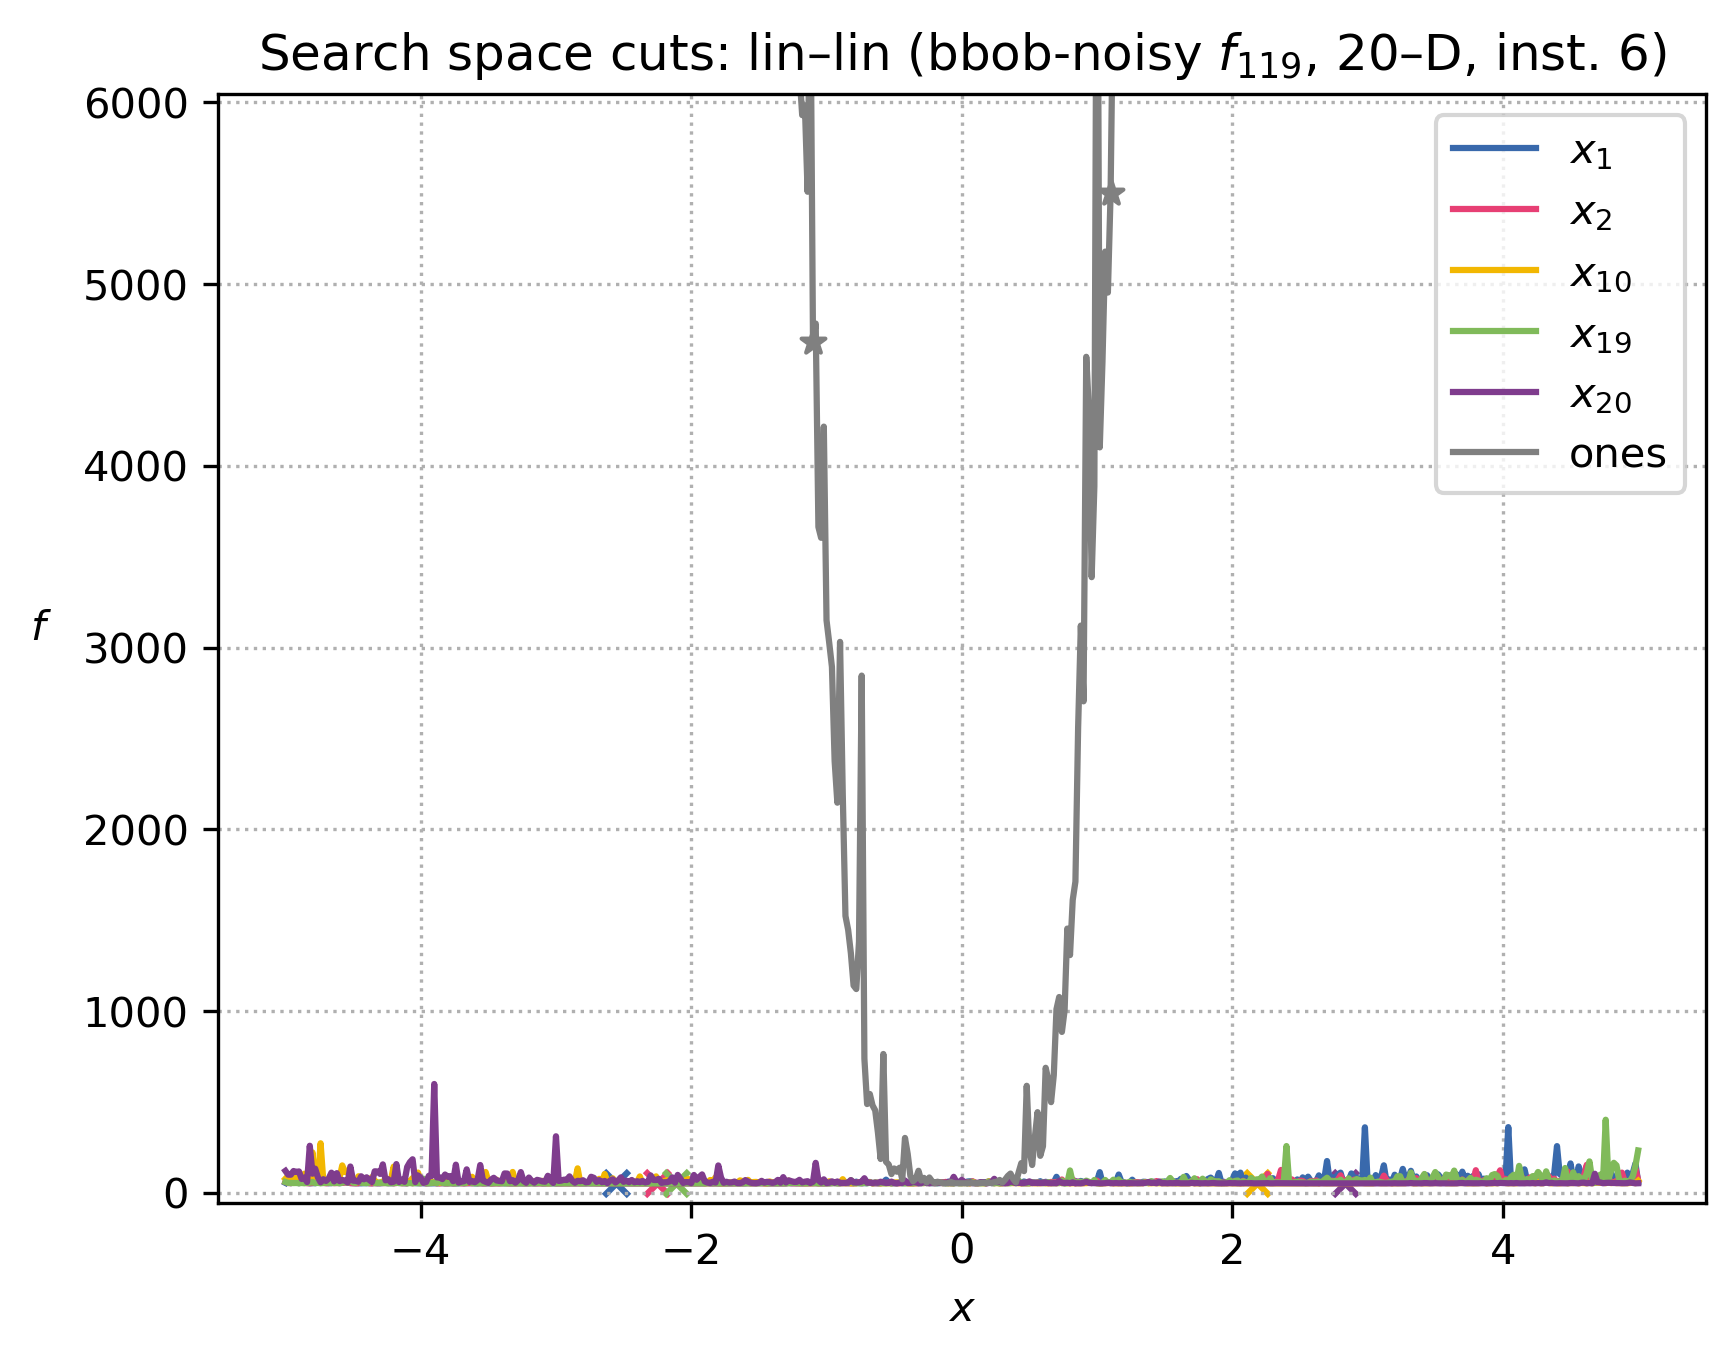 Search space cuts: lin–lin (bbob-noisy f₁₁₉, 20–D, inst. 6)
6000
5000
4000
3000
2000
1000
0
f
−4
−2
0
2
4
x
x₁
x₂
x₁₀
x₁₉
x₂₀
ones